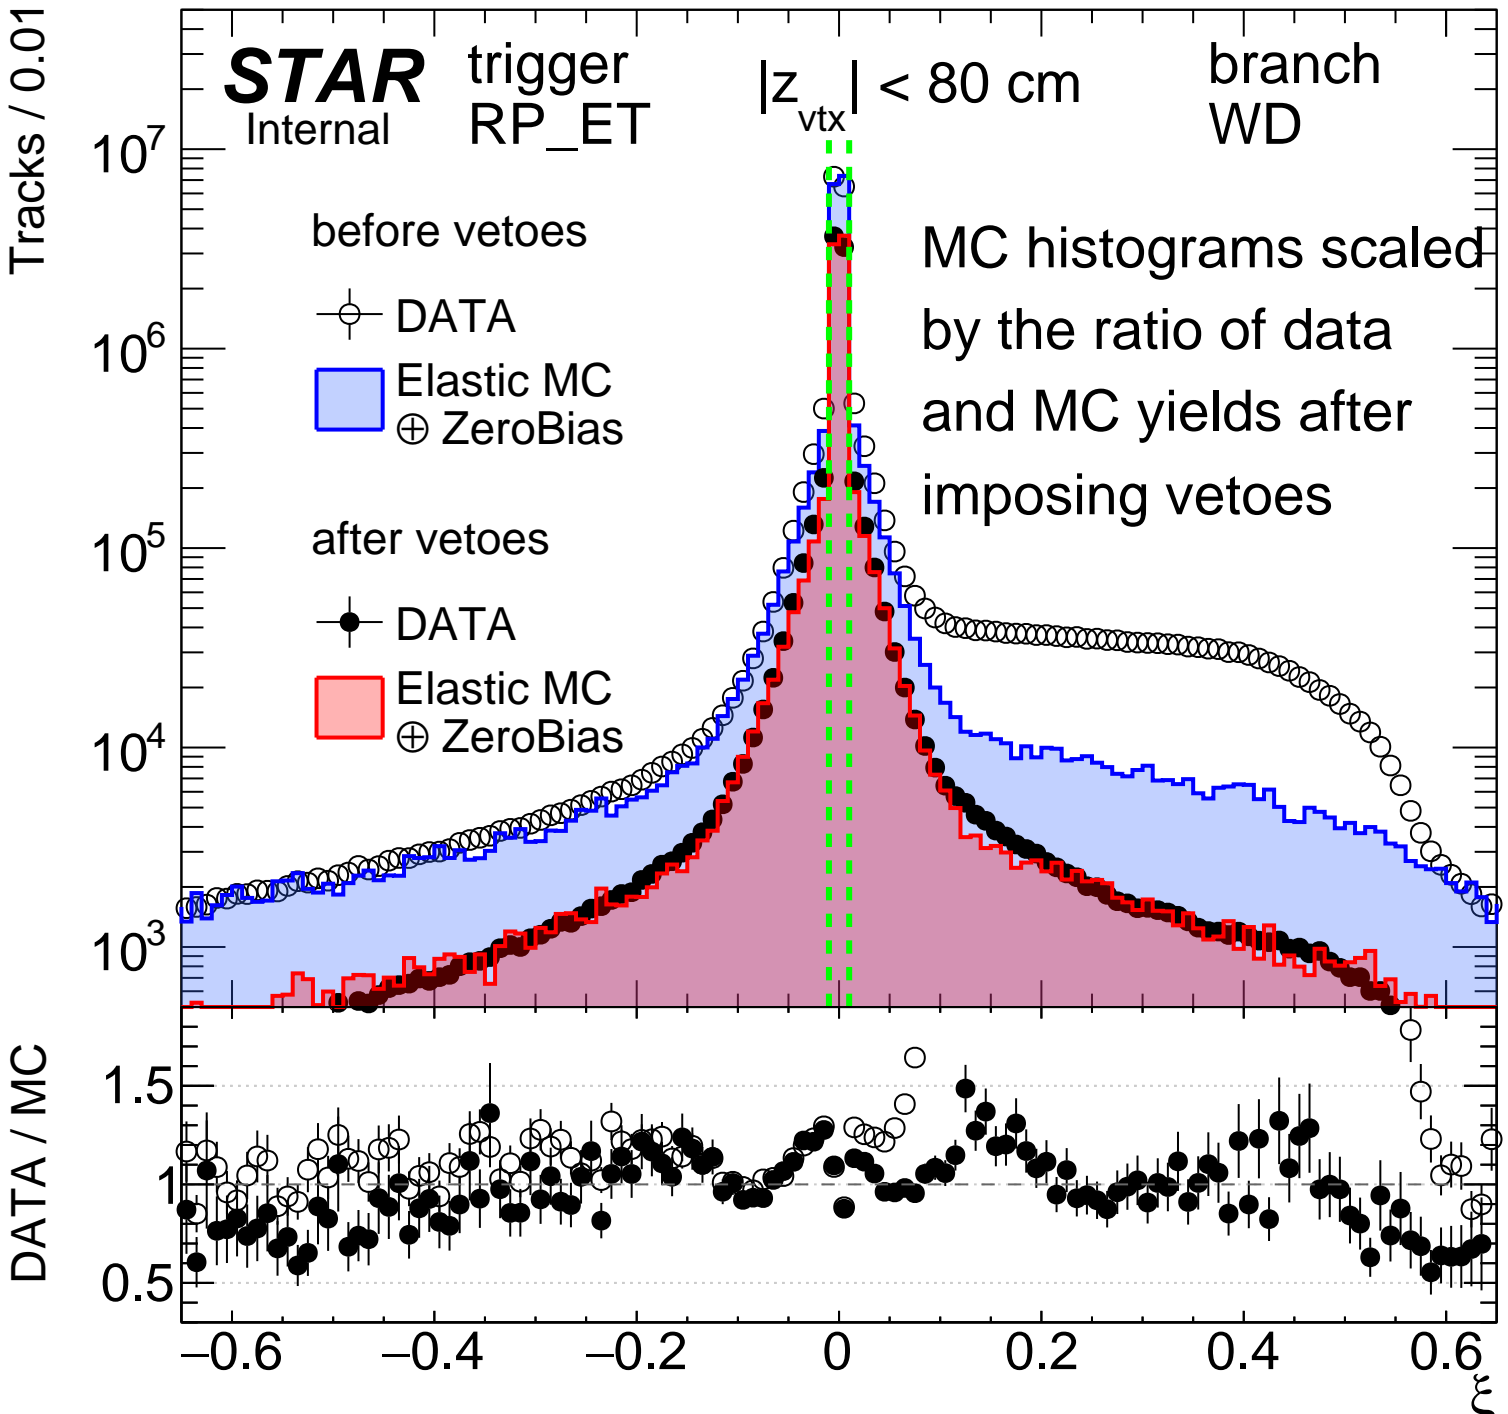 Tracks / 0.01
STAR
Internal
trigger
RP_ET
|z_vtx| < 80 cm
branch
WD
before vetoes
DATA
Elastic MC
⊕ ZeroBias
after vetoes
DATA
Elastic MC
⊕ ZeroBias
MC histograms scaled
by the ratio of data
and MC yields after
imposing vetoes
10^7
10^6
10^5
10^4
10^3
DATA / MC
1.5
1
0.5
−0.6 −0.4 −0.2 0 0.2 0.4 0.6
ξ